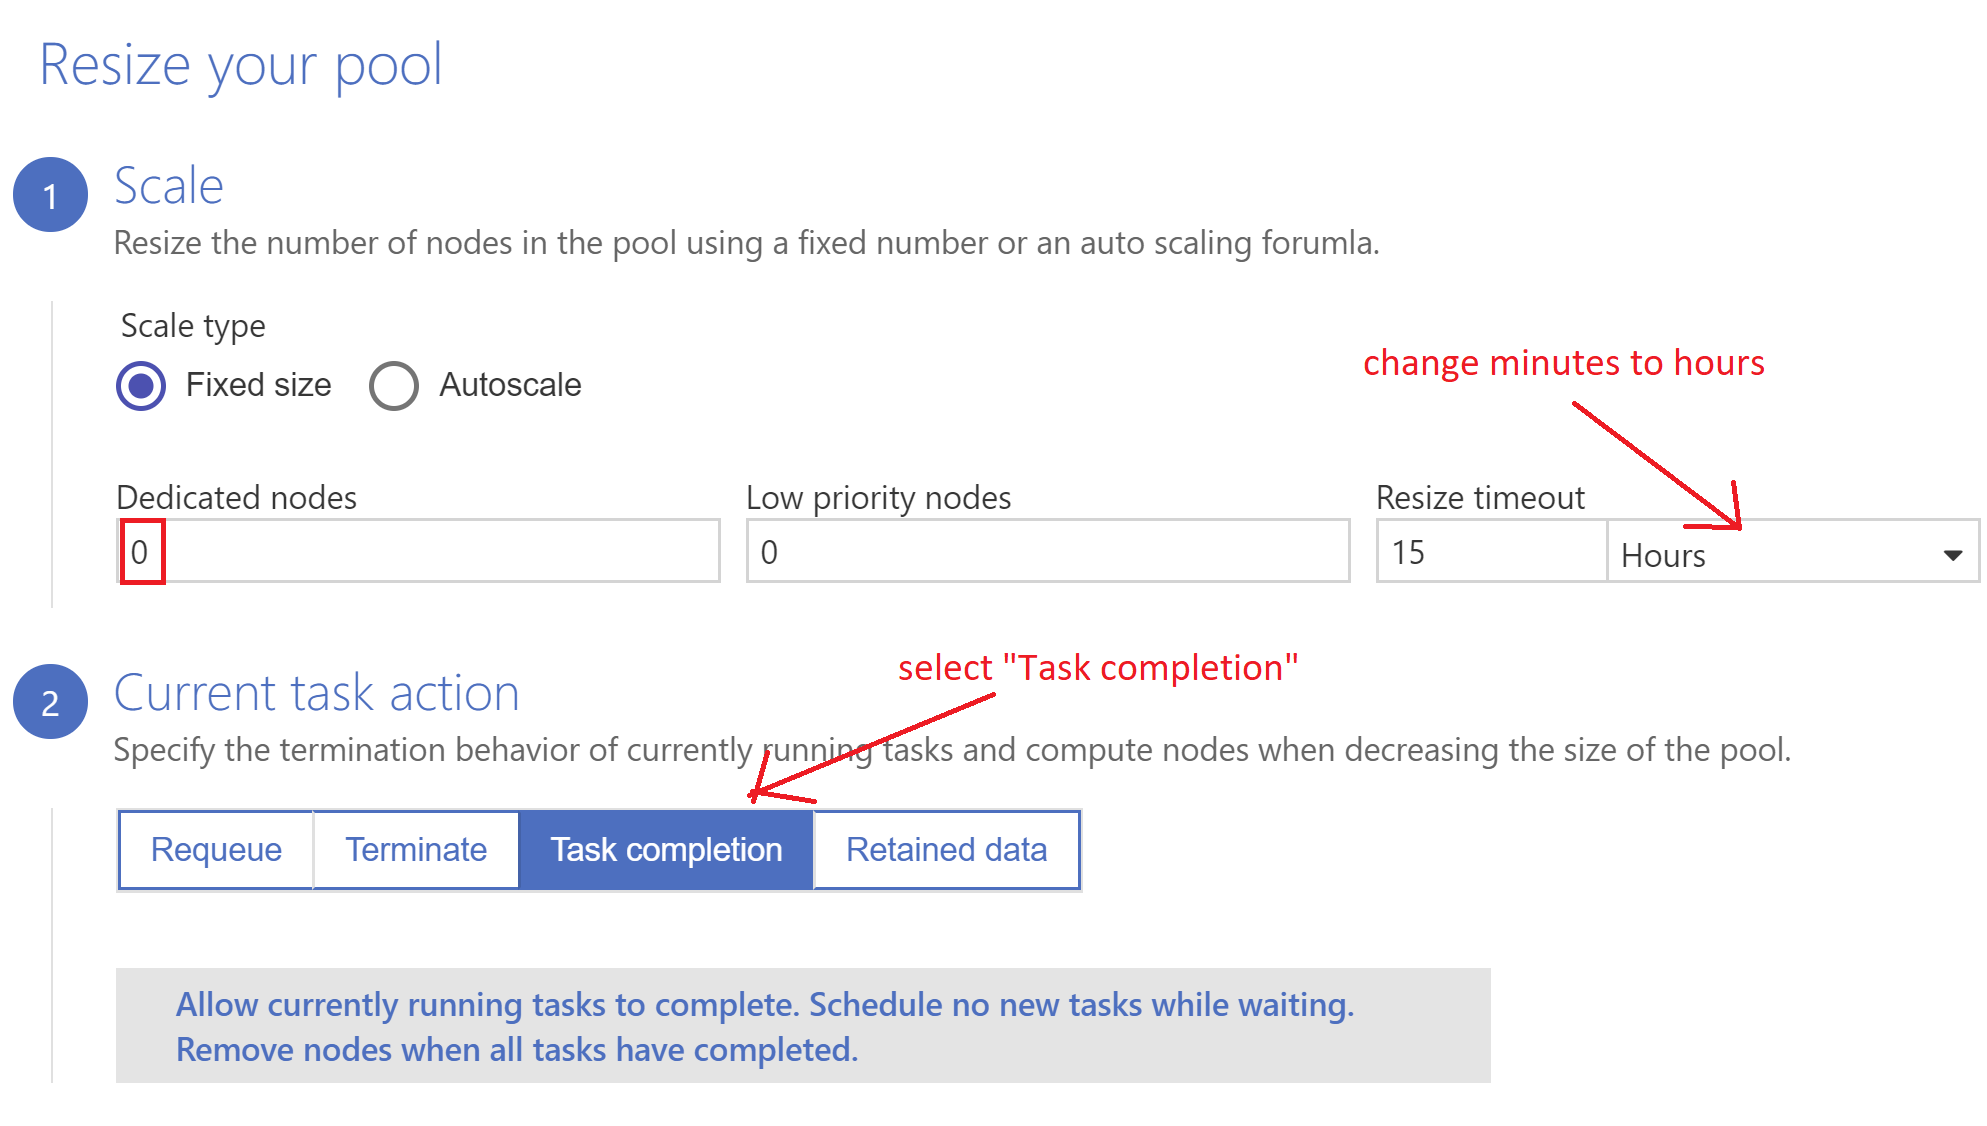 Resize your pool
1
Scale
Resize the number of nodes in the pool using a fixed number or an auto scaling forumla.
Scale type
Fixed size
Autoscale
change minutes to hours
Dedicated nodes
Low priority nodes
Resize timeout
0
0
15
Hours
select "Task completion"
2
Current task action
Specify the termination behavior of currently running tasks and compute nodes when decreasing the size of the pool.
Requeue
Terminate
Task completion
Retained data
Allow currently running tasks to complete. Schedule no new tasks while waiting.
Remove nodes when all tasks have completed.